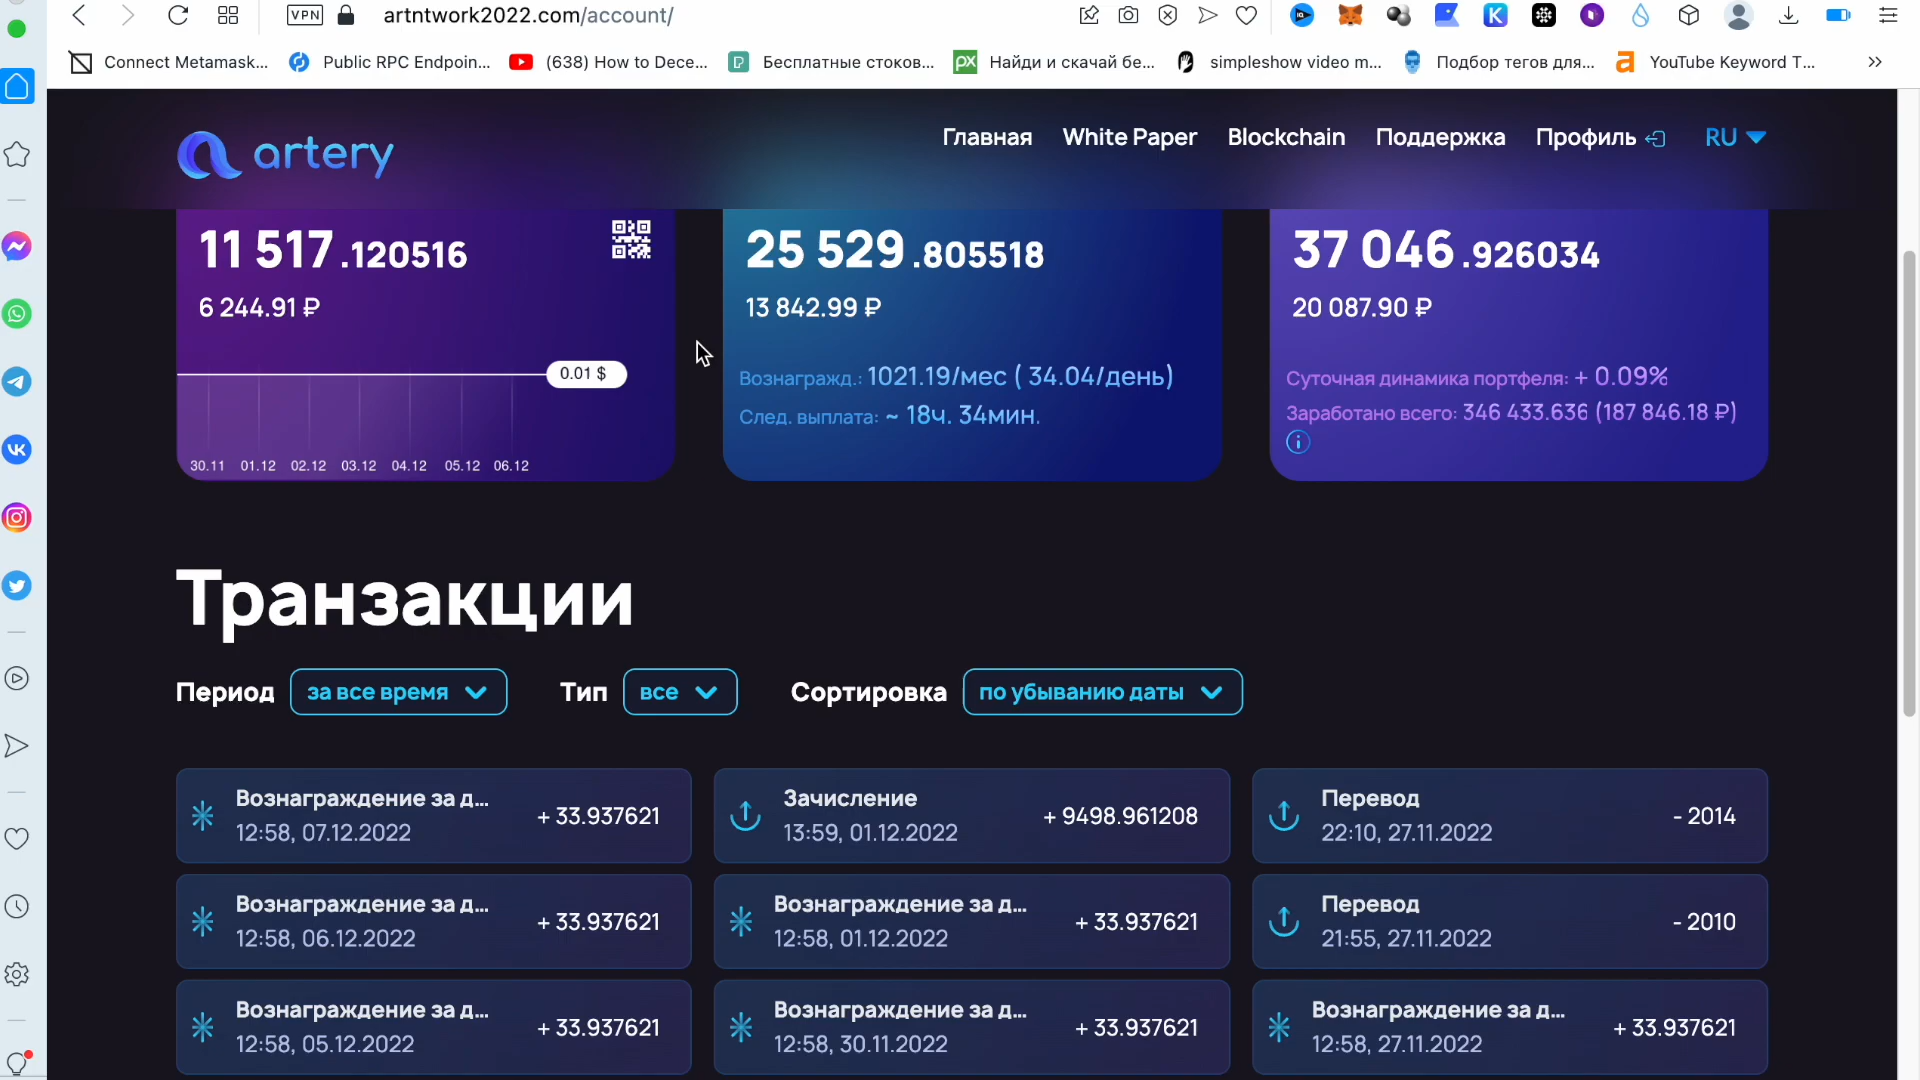 VPN
artntwork2022.com/account/
Connect Metamask...
Public RPC Endpoin...
(638) How to Dece...
Бесплатные стоков...
Найди и скачай бе...
simpleshow video m...
Подбор тегов для...
YouTube Keyword T...
artery
Главная
White Paper
Blockchain
Поддержка
Профиль
RU
11 517.120516
6 244.91 ₽
0.01 $
30.11 01.12 02.12 03.12 04.12 05.12 06.12
25 529.805518
13 842.99 ₽
Вознагражд.: 1021.19/мес ( 34.04/день)
След. выплата: ~ 18ч. 34мин.
37 046.926034
20 087.90 ₽
Суточная динамика портфеля: + 0.09%
Заработано всего: 346 433.636 (187 846.18 ₽)
Транзакции
Период за все время Тип все Сортировка по убыванию даты
Вознаграждение за д...
12:58, 07.12.2022
+ 33.937621
Зачисление
13:59, 01.12.2022
+ 9498.961208
Перевод
22:10, 27.11.2022
- 2014
Вознаграждение за д...
12:58, 06.12.2022
+ 33.937621
Вознаграждение за д...
12:58, 01.12.2022
+ 33.937621
Перевод
21:55, 27.11.2022
- 2010
Вознаграждение за д...
12:58, 05.12.2022
+ 33.937621
Вознаграждение за д...
12:58, 30.11.2022
+ 33.937621
Вознаграждение за д...
12:58, 27.11.2022
+ 33.937621